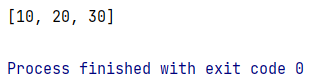 [10, 20, 30]
Process finished with exit code 0